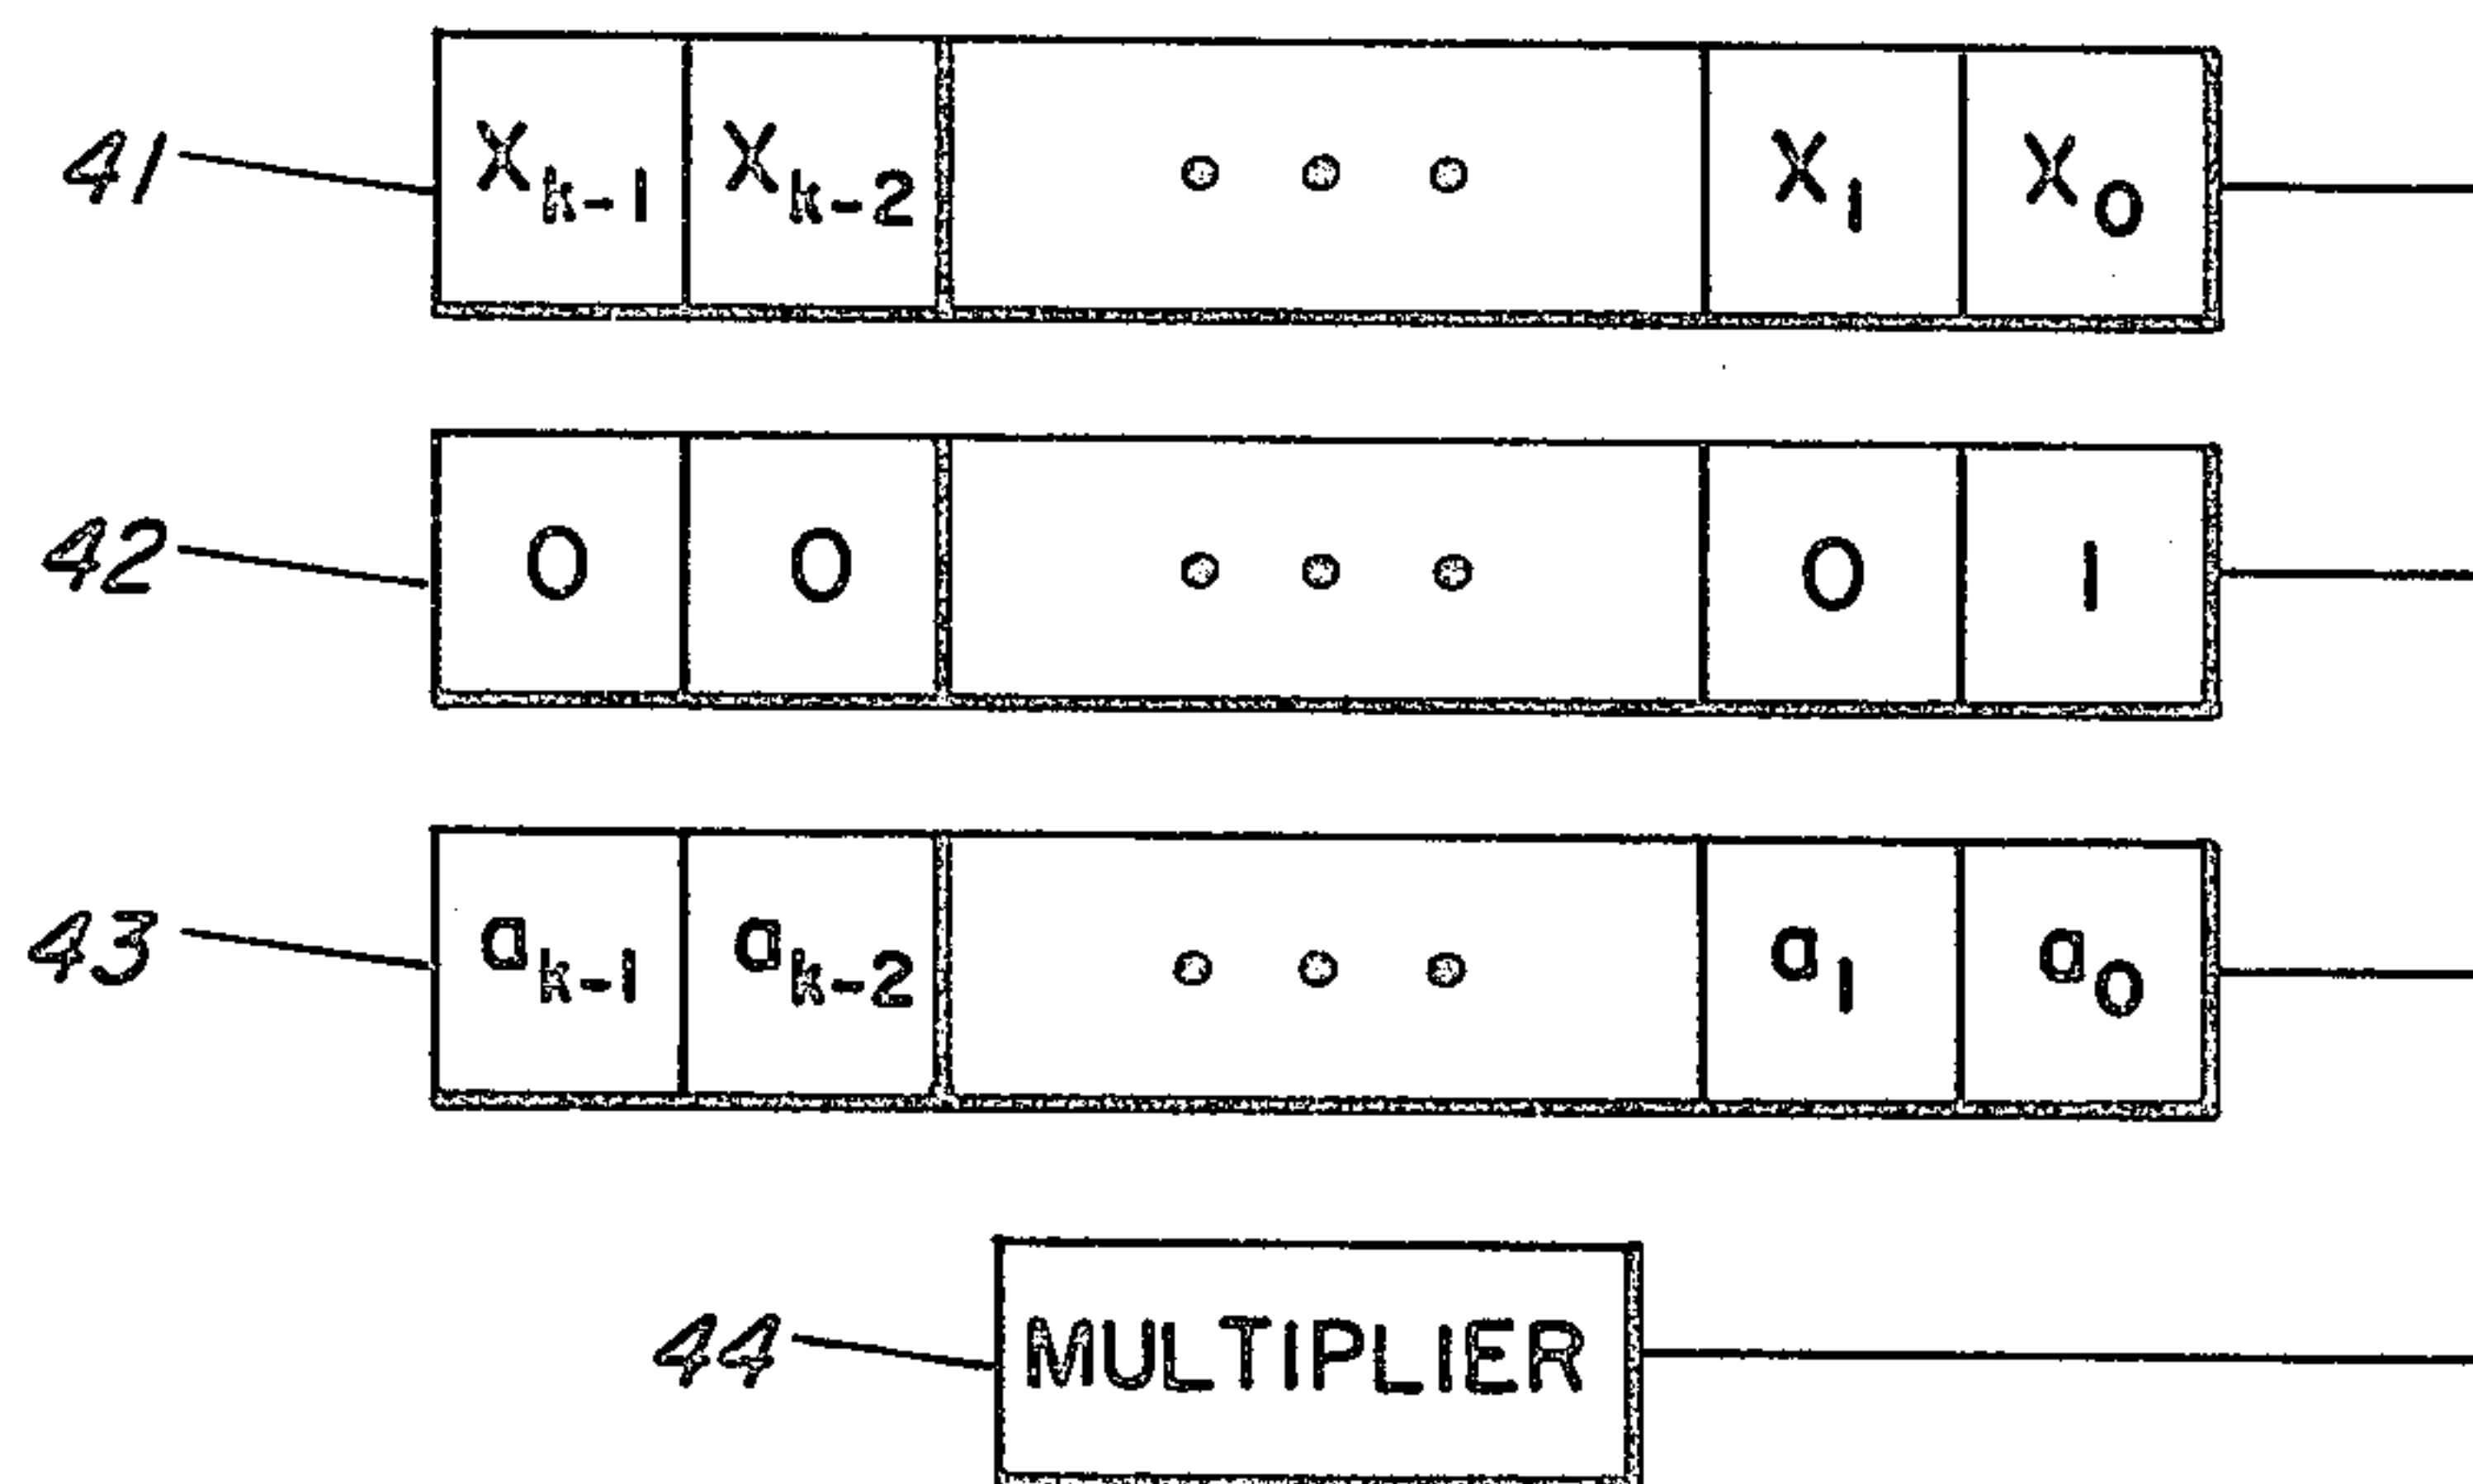 41 X_{k-1} X_{k-2} • • • X_1 X_0
42 0 0 • • • 0 1
43 a_{k-1} a_{k-2} • • • a_1 a_0
44 MULTIPLIER